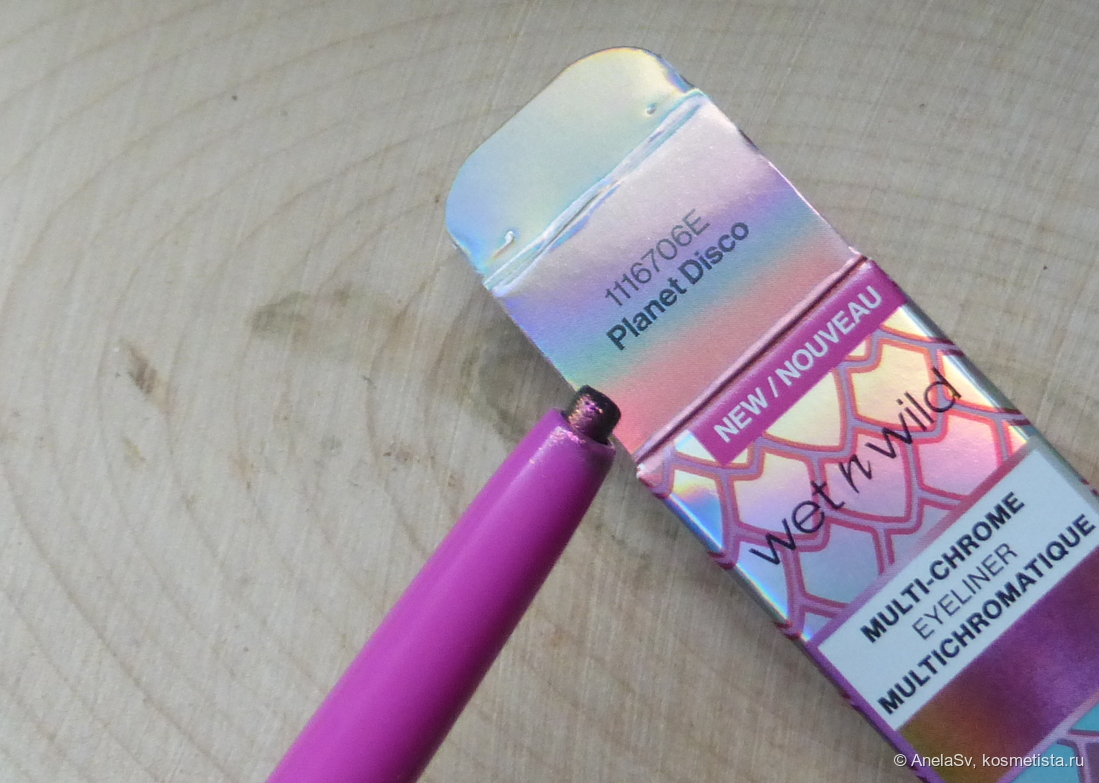 1116706E
Planet Disco
NEW / NOUVEAU
wet n wild
MULTI-CHROME
EYELINER
MULTICHROMATIQUE
© AnelaSv, kosmetista.ru